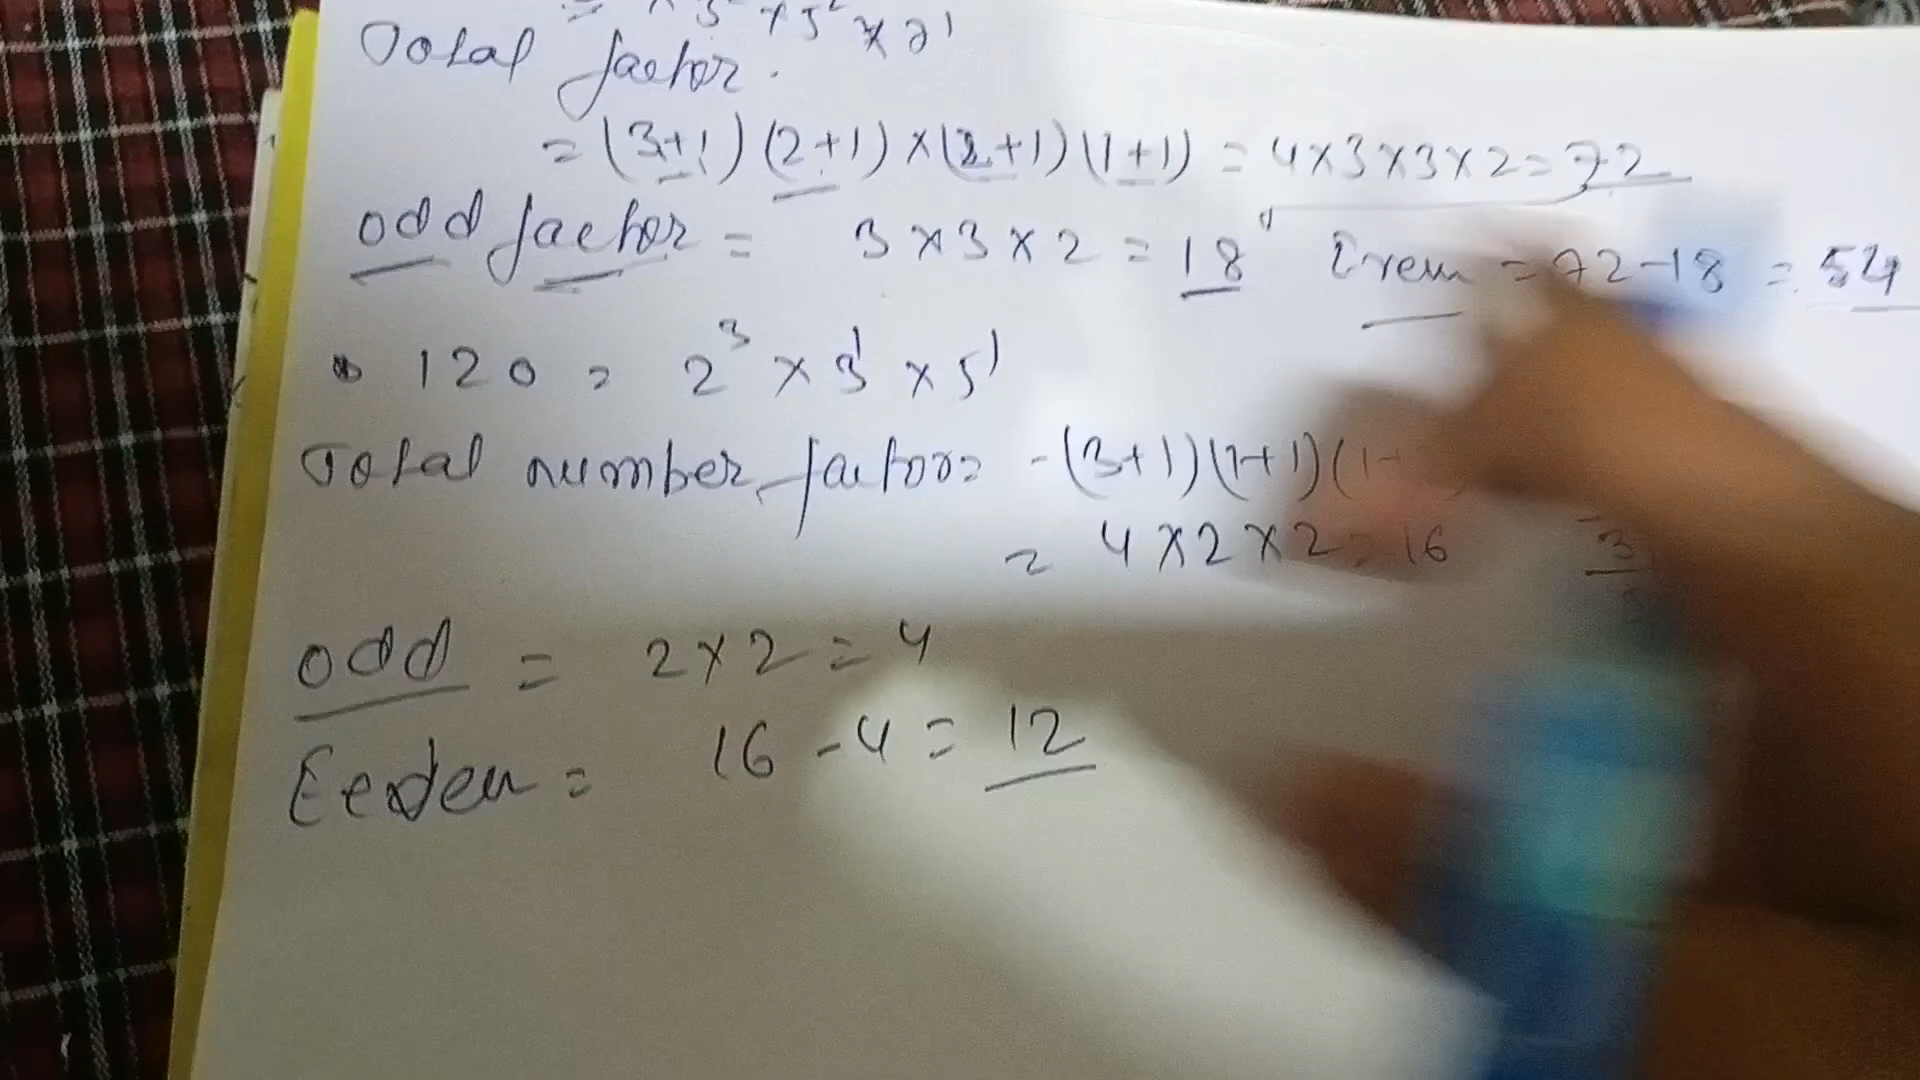 Total factor.
= (3+1) (2+1) × (2+1) (1+1) = 4×3×3×2=72
odd factor = 3×3×2 = 18 Even = 72-18 = 54
120 = 2³ × 3¹ × 5¹
Total number factor= -(3+1)(1+1)(1+
= 4×2×2=16
odd = 2×2=4
= 16-4= 12